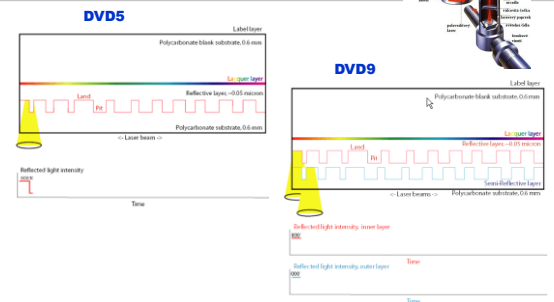 DVD5
Label layer
Polycarbonate blank substrate, 0.6 mm
Lacquer layer
Reflective layer, ~0.05 micron
Land
Pit
Polycarbonate substrate, 0.6 mm
<- Laser beam ->
Reflected light intensity
Time
DVD9
Label layer
Polycarbonate blank substrate, 0.6 mm
Lacquer layer
Reflective layer, ~0.05 micron
Land
Pit
Semi-Reflective layer
<- Laser beams ->
Polycarbonate substrate, 0.6 mm
Reflected light intensity, inner layer
Time
Reflected light intensity, outer layer
Time